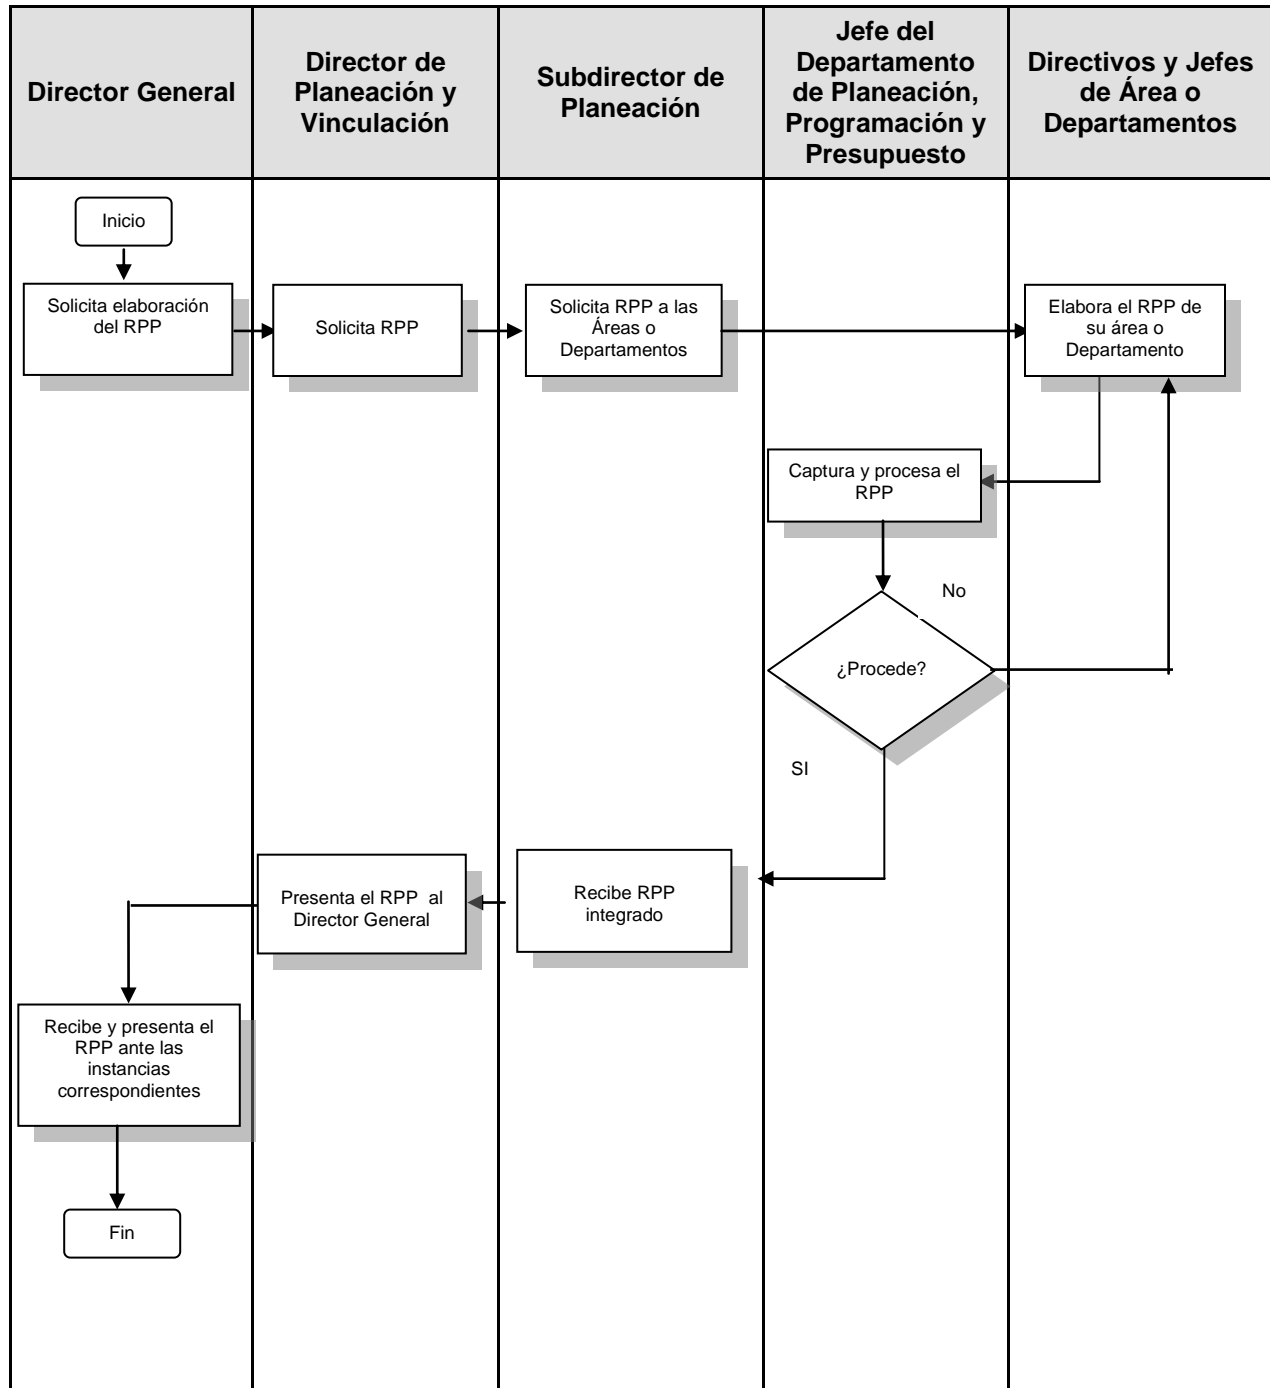 Director General
Director de
Planeación y
Vinculación
Subdirector de
Planeación
Jefe del
Departamento
de Planeación,
Programación y
Presupuesto
Directivos y Jefes
de Área o
Departamentos
Inicio
Solicita elaboración
del RPP
Solicita RPP
Solicita RPP a las
Áreas o
Departamentos
Elabora el RPP de
su área o
Departamento
Captura y procesa el
RPP
No
¿Procede?
SI
Recibe RPP
integrado
Presenta el RPP al
Director General
Recibe y presenta el
RPP ante las
instancias
correspondientes
Fin